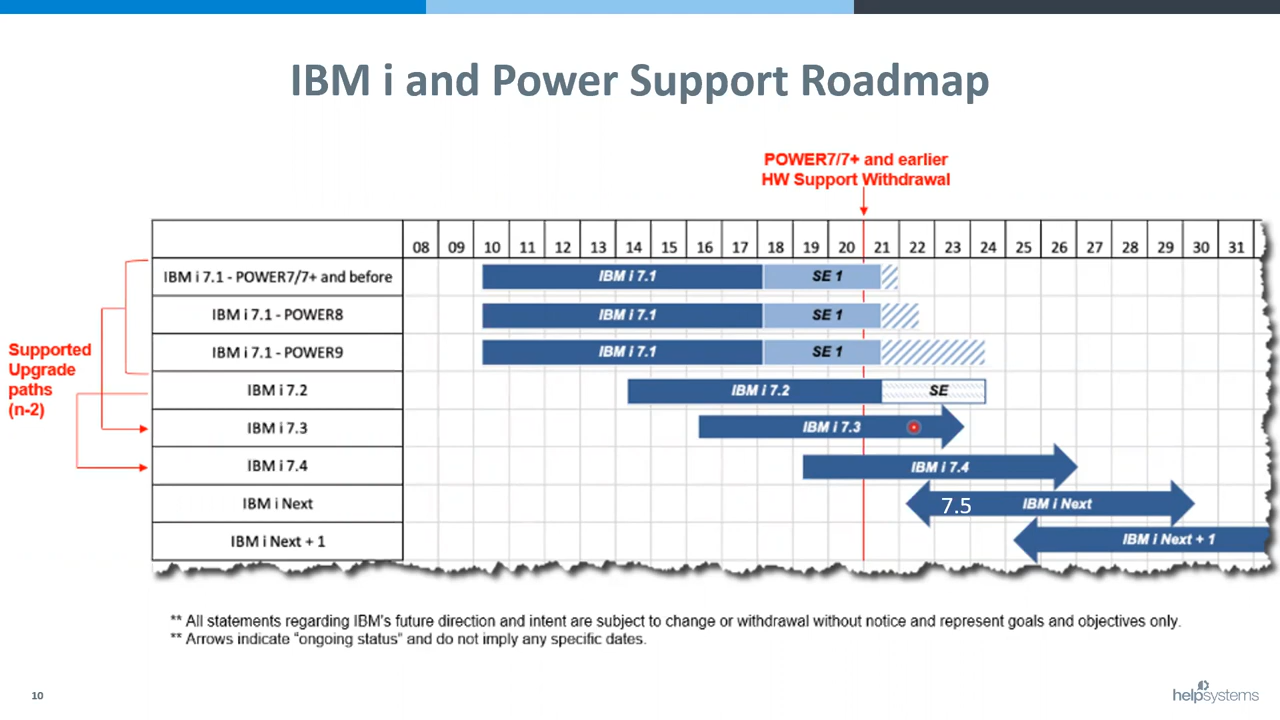 IBM i and Power Support Roadmap
POWER7/7+ and earlier
HW Support Withdrawal
08 09 10 11 12 13 14 15 16 17 18 19 20 21 22 23 24 25 26 27 28 29 30 31
IBM i 7.1 - POWER7/7+ and before IBM i 7.1 SE 1
IBM i 7.1 - POWER8 IBM i 7.1 SE 1
IBM i 7.1 - POWER9 IBM i 7.1 SE 1
Supported
Upgrade
paths
(n-2)
IBM i 7.2 IBM i 7.2 SE
IBM i 7.3 IBM i 7.3
IBM i 7.4 IBM i 7.4
IBM i Next 7.5 IBM i Next
IBM i Next + 1 IBM i Next + 1
** All statements regarding IBM's future direction and intent are subject to change or withdrawal without notice and represent goals and objectives only.
** Arrows indicate "ongoing status" and do not imply any specific dates.
10
helpsystems